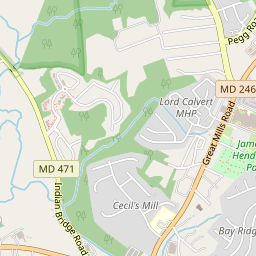 Pegg Ro
MD 246
Lord Calvert
MHP
Great Mills Road
Jame
Hend
Pa
MD 471
Indian Bridge Road
Cecil's Mill
Bay Ridg